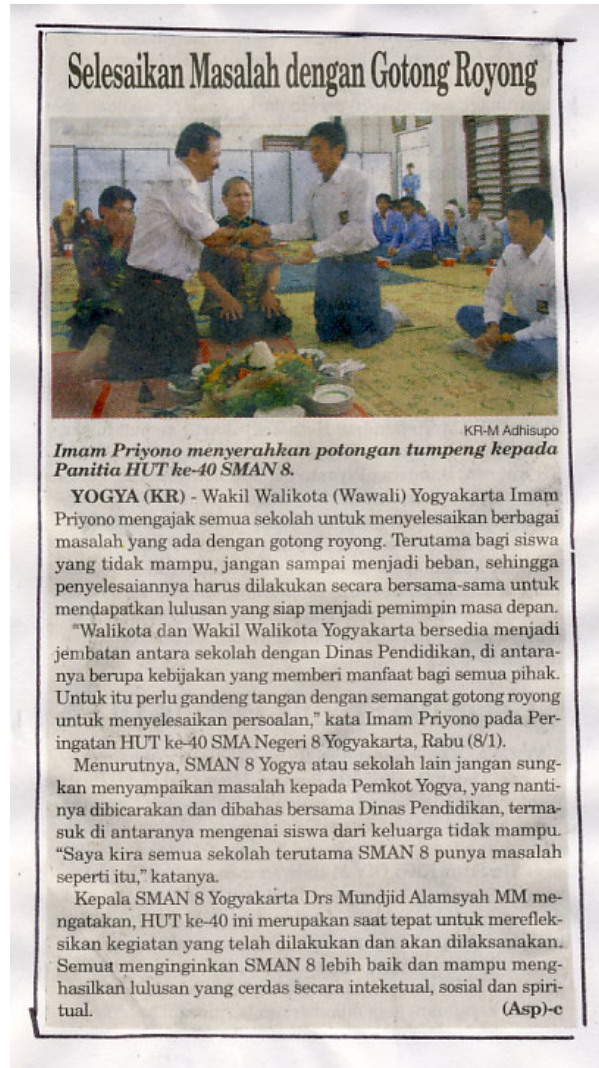 Selesaikan Masalah dengan Gotong Royong
KR-M Adhisupo
Imam Priyono menyerahkan potongan tumpeng kepada
Panitia HUT ke-40 SMAN 8.
YOGYA (KR) - Wakil Walikota (Wawali) Yogyakarta Imam
Priyono mengajak semua sekolah untuk menyelesaikan berbagai
masalah yang ada dengan gotong royong. Terutama bagi siswa
yang tidak mampu, jangan sampai menjadi beban, sehingga
penyelesaiannya harus dilakukan secara bersama-sama untuk
mendapatkan lulusan yang siap menjadi pemimpin masa depan.
"Walikota dan Wakil Walikota Yogyakarta bersedia menjadi
jembatan antara sekolah dengan Dinas Pendidikan, di antara-
nya berupa kebijakan yang memberi manfaat bagi semua pihak.
Untuk itu perlu gandeng tangan dengan semangat gotong royong
untuk menyelesaikan persoalan," kata Imam Priyono pada Per-
ingatan HUT ke-40 SMA Negeri 8 Yogyakarta, Rabu (8/1).
Menurutnya, SMAN 8 Yogya atau sekolah lain jangan sung-
kan menyampaikan masalah kepada Pemkot Yogya, yang nanti-
nya dibicarakan dan dibahas bersama Dinas Pendidikan, terma-
suk di antaranya mengenai siswa dari keluarga tidak mampu.
"Saya kira semua sekolah terutama SMAN 8 punya masalah
seperti itu," katanya.
Kepala SMAN 8 Yogyakarta Drs Mundjid Alamsyah MM me-
ngatakan, HUT ke-40 ini merupakan saat tepat untuk merefleк-
sikan kegiatan yang telah dilakukan dan akan dilaksanakan.
Semua menginginkan SMAN 8 lebih baik dan mampu meng-
hasilkan lulusan yang cerdas secara inteketual, sosial dan spiri-
tual. (Asp)-c